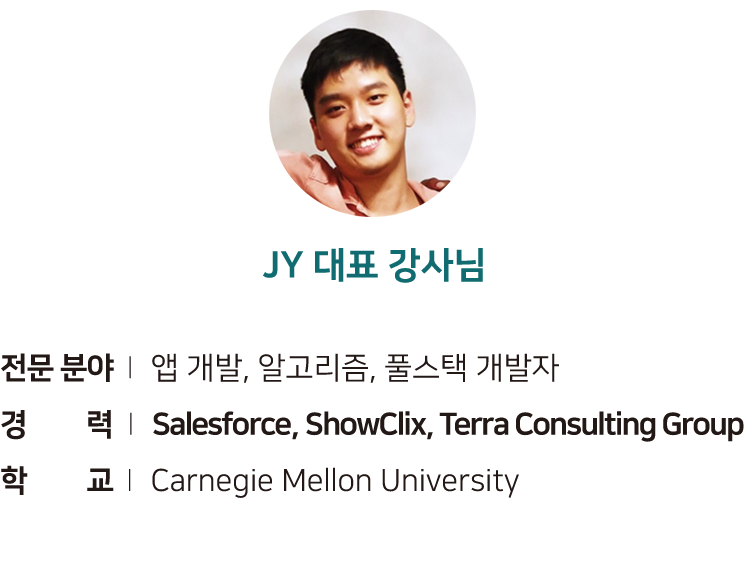 JY 대표 강사님
전문 분야 | 앱 개발, 알고리즘, 풀스택 개발자
경 력 | Salesforce, ShowClix, Terra Consulting Group
학 교 | Carnegie Mellon University